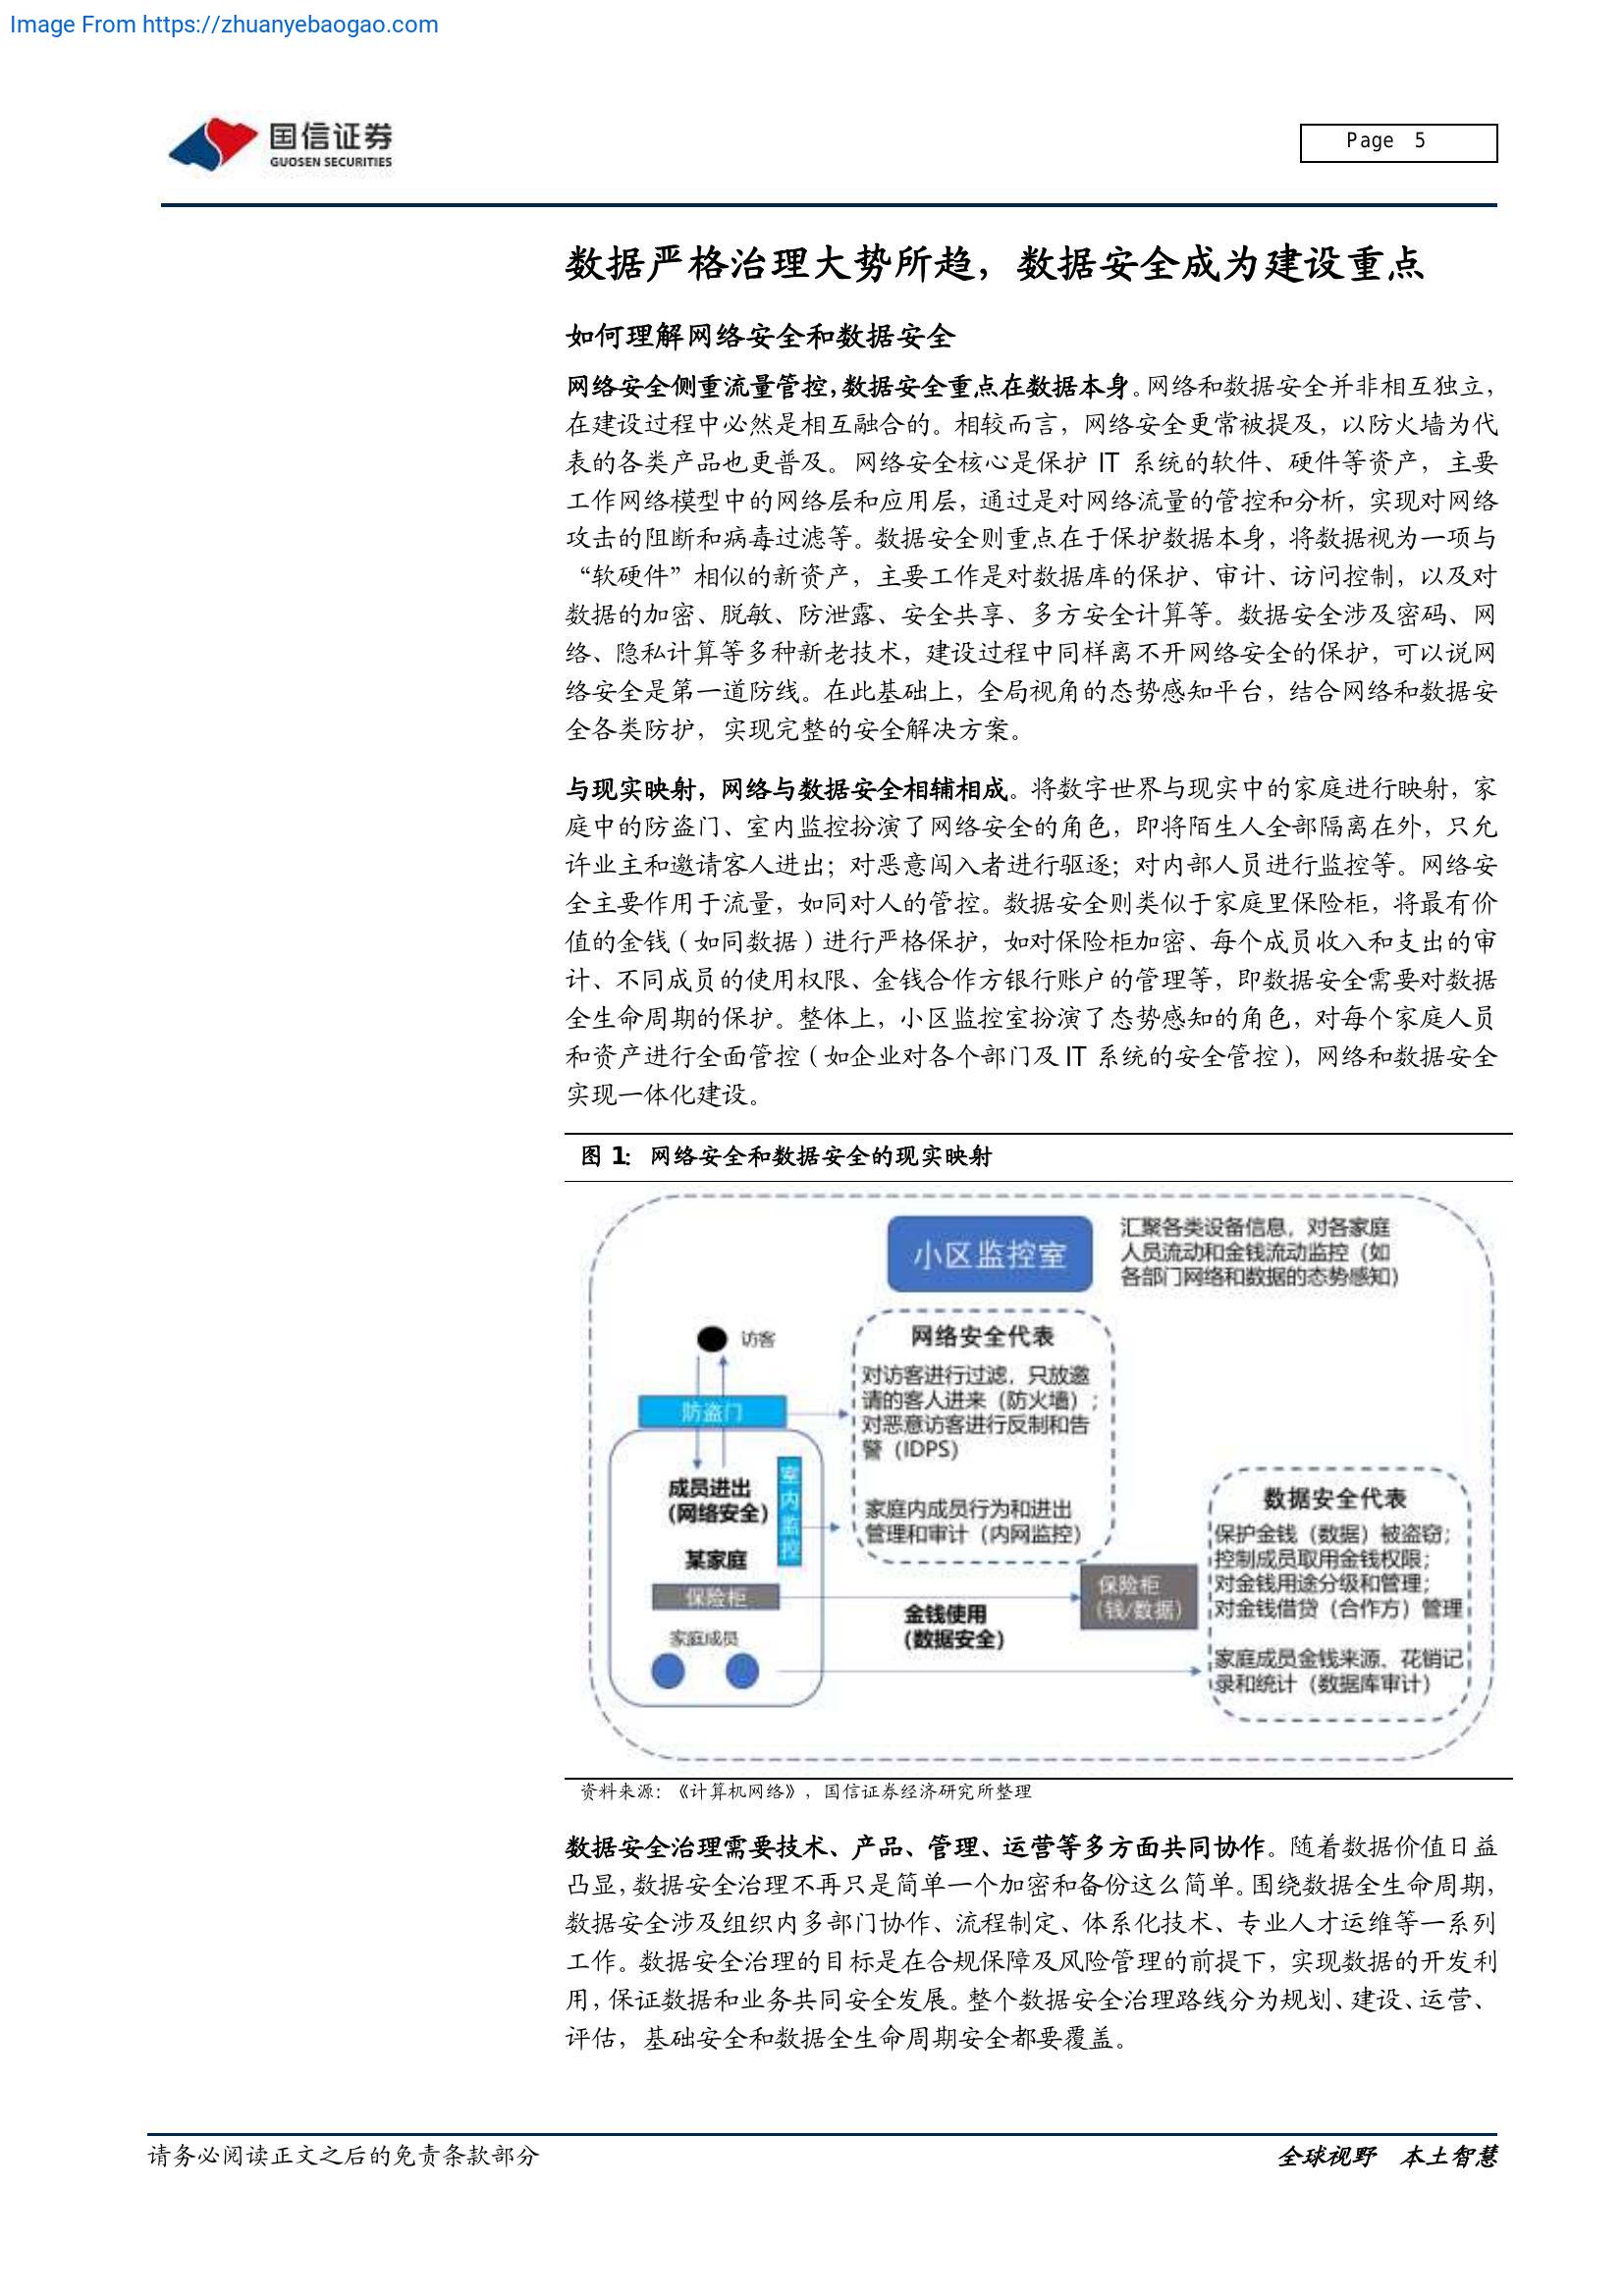 Image From https://zhuanyebaogao.com
国信证券
GUOSEN SECURITIES
Page 5
数据严格治理大势所趋，数据安全成为建设重点
如何理解网络安全和数据安全
网络安全侧重流量管控，数据安全重点在数据本身。网络和数据安全并非相互独立，
在建设过程中必然是相互融合的。相较而言，网络安全更常被提及，以防火墙为代
表的各类产品也更普及。网络安全核心是保护 IT 系统的软件、硬件等资产，主要
工作网络模型中的网络层和应用层，通过是对网络流量的管控和分析，实现对网络
攻击的阻断和病毒过滤等。数据安全则重点在于保护数据本身，将数据视为一项与
“软硬件”相似的新资产，主要工作是对数据库的保护、审计、访问控制，以及对
数据的加密、脱敏、防泄露、安全共享、多方安全计算等。数据安全涉及密码、网
络、隐私计算等多种新老技术，建设过程中同样离不开网络安全的保护，可以说网
络安全是第一道防线。在此基础上，全局视角的态势感知平台，结合网络和数据安
全各类防护，实现完整的安全解决方案。
与现实映射，网络与数据安全相辅相成。将数字世界与现实中的家庭进行映射，家
庭中的防盗门、室内监控扮演了网络安全的角色，即将陌生人全部隔离在外，只允
许业主和邀请客人进出；对恶意闯入者进行驱逐；对内部人员进行监控等。网络安
全主要作用于流量，如同对人的管控。数据安全则类似于家庭里保险柜，将最有价
值的金钱（如同数据）进行严格保护，如对保险柜加密、每个成员收入和支出的审
计、不同成员的使用权限、金钱合作方银行账户的管理等，即数据安全需要对数据
全生命周期的保护。整体上，小区监控室扮演了态势感知的角色，对每个家庭人员
和资产进行全面管控（如企业对各个部门及 IT 系统的安全管控），网络和数据安全
实现一体化建设。
图 1： 网络安全和数据安全的现实映射
小区监控室
汇聚各类设备信息，对各家庭
人员流动和金钱流动监控（如
各部门网络和数据的态势感知）
访客
防盗门
成员进出
（网络安全）
室内监控
某家庭
保险柜
家庭成员
网络安全代表
对访客进行过滤，只放邀
请的客人进来（防火墙）；
对恶意访客进行反制和告
警（IDPS）
家庭内成员行为和进出
管理和审计（内网监控）
金钱使用
（数据安全）
保险柜
（钱/数据）
数据安全代表
保护金钱（数据）被盗窃；
控制成员取用金钱权限；
对金钱用途分级和管理；
对金钱借贷（合作方）管理
家庭成员金钱来源、花销记
录和统计（数据库审计）
资料来源：《计算机网络》，国信证券经济研究所整理
数据安全治理需要技术、产品、管理、运营等多方面共同协作。随着数据价值日益
凸显，数据安全治理不再只是简单一个加密和备份这么简单。围绕数据全生命周期，
数据安全涉及组织内多部门协作、流程制定、体系化技术、专业人才运维等一系列
工作。数据安全治理的目标是在合规保障及风险管理的前提下，实现数据的开发利
用，保证数据和业务共同安全发展。整个数据安全治理路线分为规划、建设、运营、
评估，基础安全和数据全生命周期安全都要覆盖。
请务必阅读正文之后的免责条款部分
全球视野 本土智慧